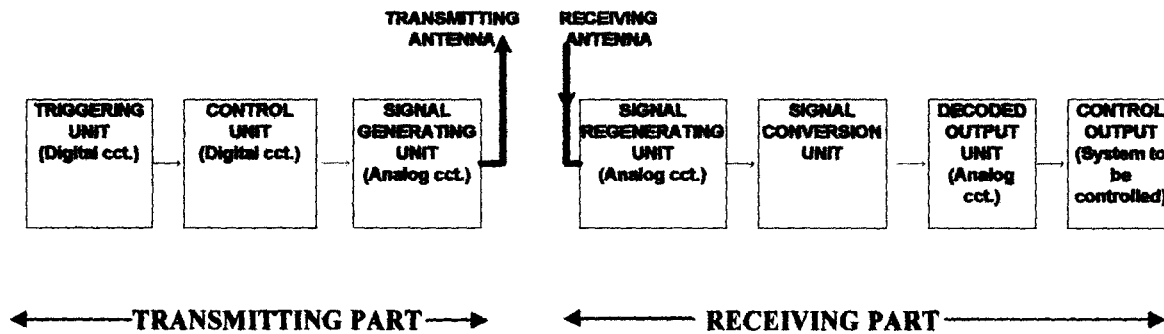 TRANSMITTING
ANTENNA
RECEIVING
ANTENNA
TRIGGERING
UNIT
(Digital cct.)
CONTROL
UNIT
(Digital cct.)
SIGNAL
GENERATING
UNIT
(Analog cct.)
SIGNAL
REGENERATING
UNIT
(Analog cct.)
SIGNAL
CONVERSION
UNIT
DECODED
OUTPUT
UNIT
(Analog
cct.)
CONTROL
OUTPUT
(System to
be
controlled)
TRANSMITTING PART
RECEIVING PART